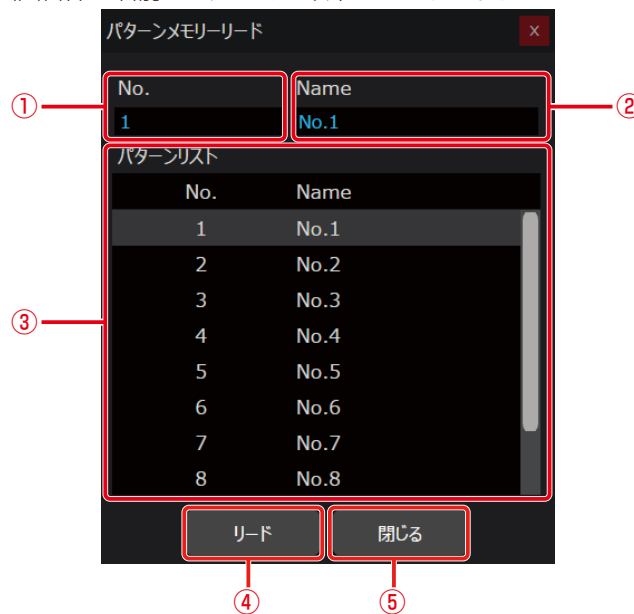 パターンメモリーリード x
No. Name
① 1 No.1 ②
パターンリスト
No. Name
1 No.1
2 No.2
3 No.3
③
4 No.4
5 No.5
6 No.6
7 No.7
8 No.8
リード 閉じる
④ ⑤